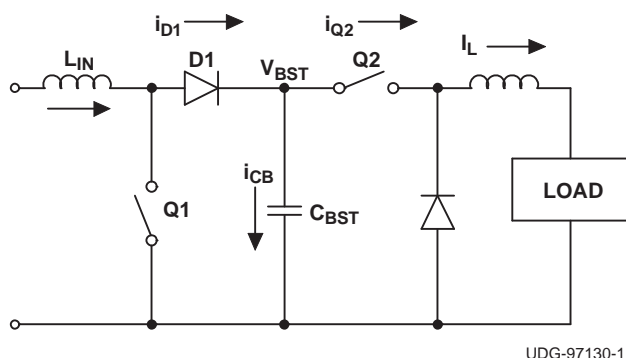 iD1
iQ2
IL
LIN
D1
VBST
Q2
iCB
Q1
CBST
LOAD
UDG-97130-1